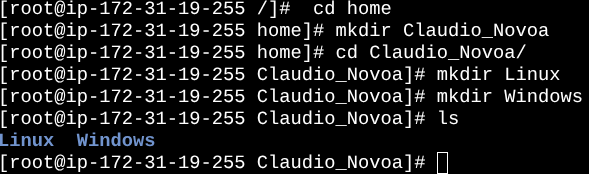 [root@ip-172-31-19-255 /]#  cd home
[root@ip-172-31-19-255 home]# mkdir Claudio_Novoa
[root@ip-172-31-19-255 home]# cd Claudio_Novoa/
[root@ip-172-31-19-255 Claudio_Novoa]# mkdir Linux
[root@ip-172-31-19-255 Claudio_Novoa]# mkdir Windows
[root@ip-172-31-19-255 Claudio_Novoa]# ls
Linux  Windows
[root@ip-172-31-19-255 Claudio_Novoa]#